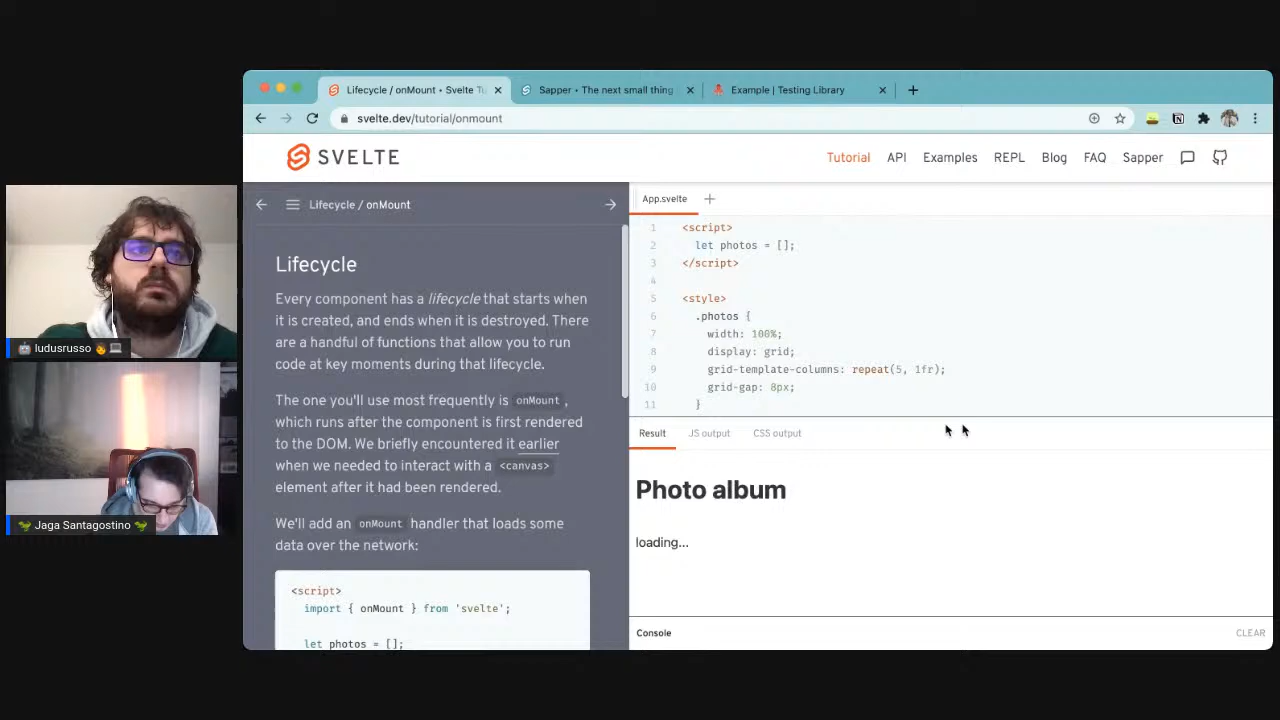 Lifecycle / onMount • Svelte Tu
Sapper • The next small thing
Example | Testing Library
svelte.dev/tutorial/onmount
SVELTE
Tutorial API Examples REPL Blog FAQ Sapper
Lifecycle / onMount
Lifecycle
Every component has a lifecycle that starts when
it is created, and ends when it is destroyed. There
are a handful of functions that allow you to run
code at key moments during that lifecycle.
The one you'll use most frequently is onMount ,
which runs after the component is first rendered
to the DOM. We briefly encountered it earlier
when we needed to interact with a <canvas>
element after it had been rendered.
We'll add an onMount handler that loads some
data over the network:
<script>
import { onMount } from 'svelte';
let photos = [];
App.svelte
1 <script>
2 let photos = [];
3 </script>
4
5 <style>
6 .photos {
7 width: 100%;
8 display: grid;
9 grid-template-columns: repeat(5, 1fr);
10 grid-gap: 8px;
11 }
Result JS output CSS output
Photo album
loading...
Console CLEAR
🤖 ludusrusso 👨‍💻
🦖 Jaga Santagostino 🦖